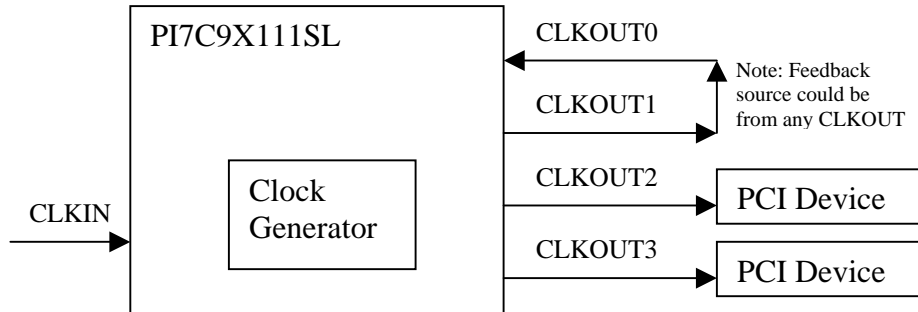 PI7C9X111SL
CLKOUT0
Note: Feedback
source could be
from any CLKOUT
CLKOUT1
CLKOUT2
PCI Device
Clock
Generator
CLKIN
CLKOUT3
PCI Device